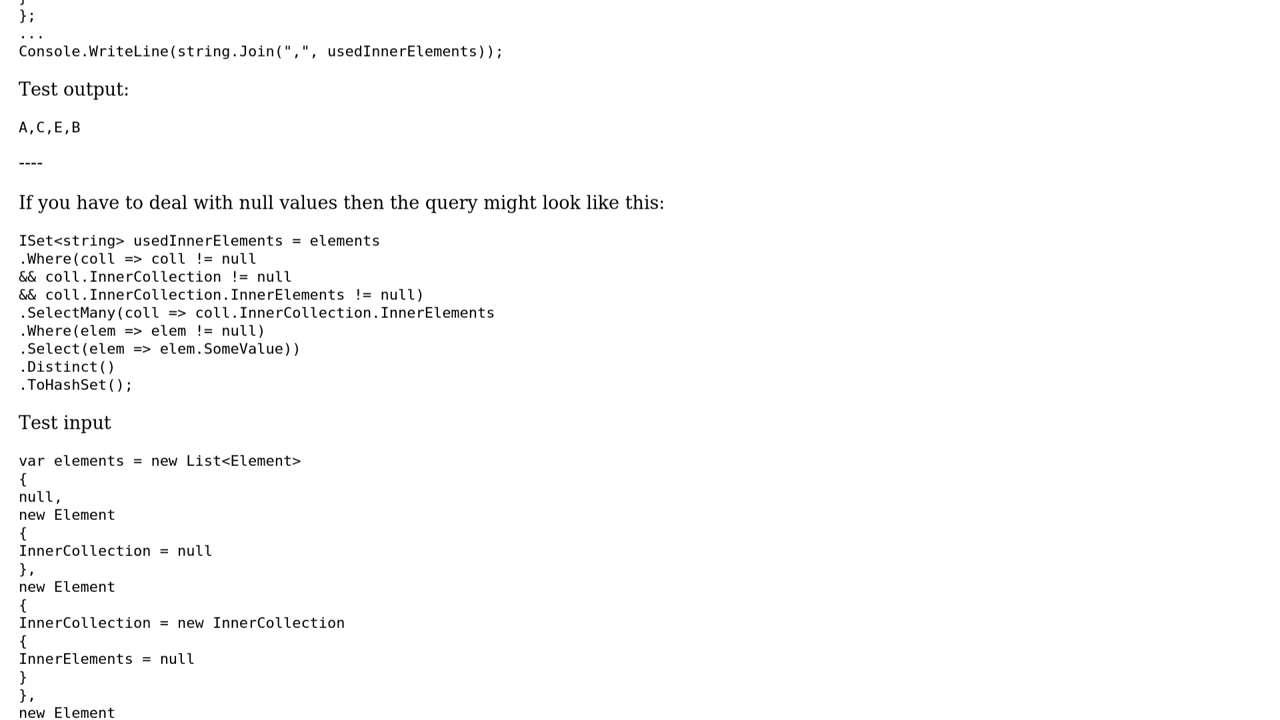 };
...
Console.WriteLine(string.Join(",", usedInnerElements));
Test output:
A,C,E,B
----
If you have to deal with null values then the query might look like this:
ISet<string> usedInnerElements = elements
.Where(coll => coll != null
&& coll.InnerCollection != null
&& coll.InnerCollection.InnerElements != null)
.SelectMany(coll => coll.InnerCollection.InnerElements
.Where(elem => elem != null)
.Select(elem => elem.SomeValue))
.Distinct()
.ToHashSet();
Test input
var elements = new List<Element>
{
null,
new Element
{
InnerCollection = null
},
new Element
{
InnerCollection = new InnerCollection
{
InnerElements = null
}
},
new Element